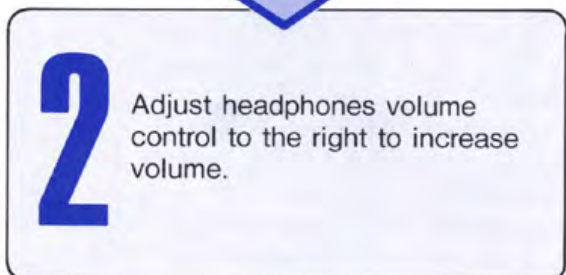 2
Adjust headphones volume
control to the right to increase
volume.